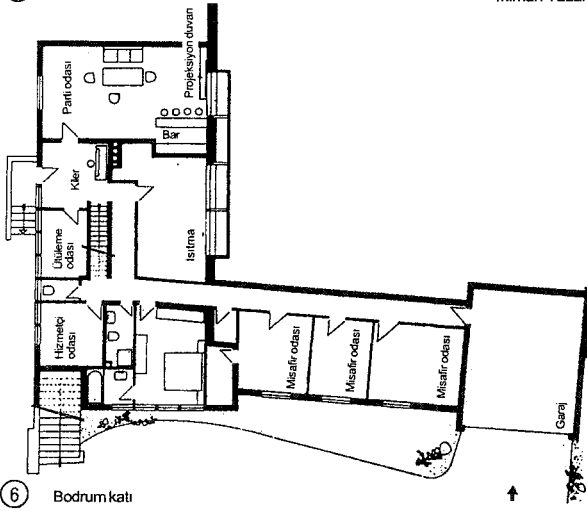 Projeksiyon duvarı
Parti odası
Bar
Kiler
Isıtma
Ütüleme
odası
Hizmetçi
odası
Misafir odası
Misafir odası
Misafir odası
Garaj
6 Bodrum katı